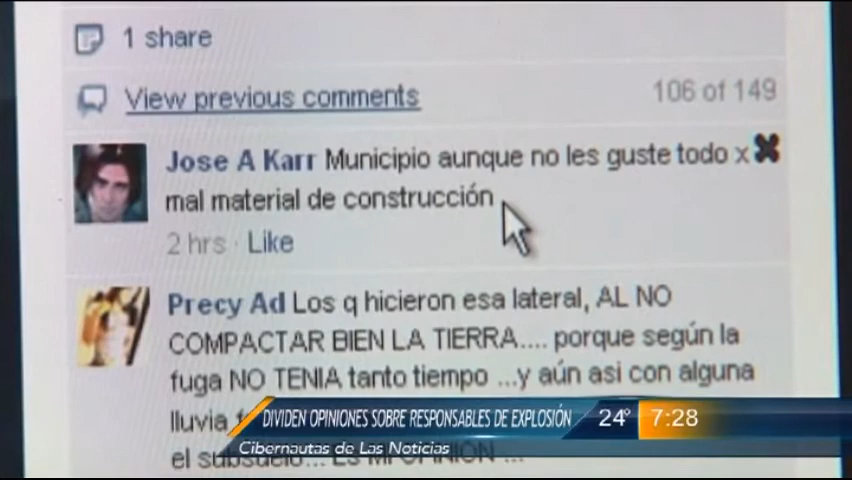 1 share
View previous comments
106 of 149
Jose A Karr Municipio aunque no les guste todo x
mal material de construcción
2 hrs · Like
Precy Ad Los q hicieron esa lateral, AL NO
COMPACTAR BIEN LA TIERRA.... porque según la
fuga NO TENIA tanto tiempo ...y aún asi con alguna
lluvia
el subsuelo... ES MI OPINIÓN ...
DIVIDEN OPINIONES SOBRE RESPONSABLES DE EXPLOSIÓN
24° 7:28
Cibernautas de Las Noticias